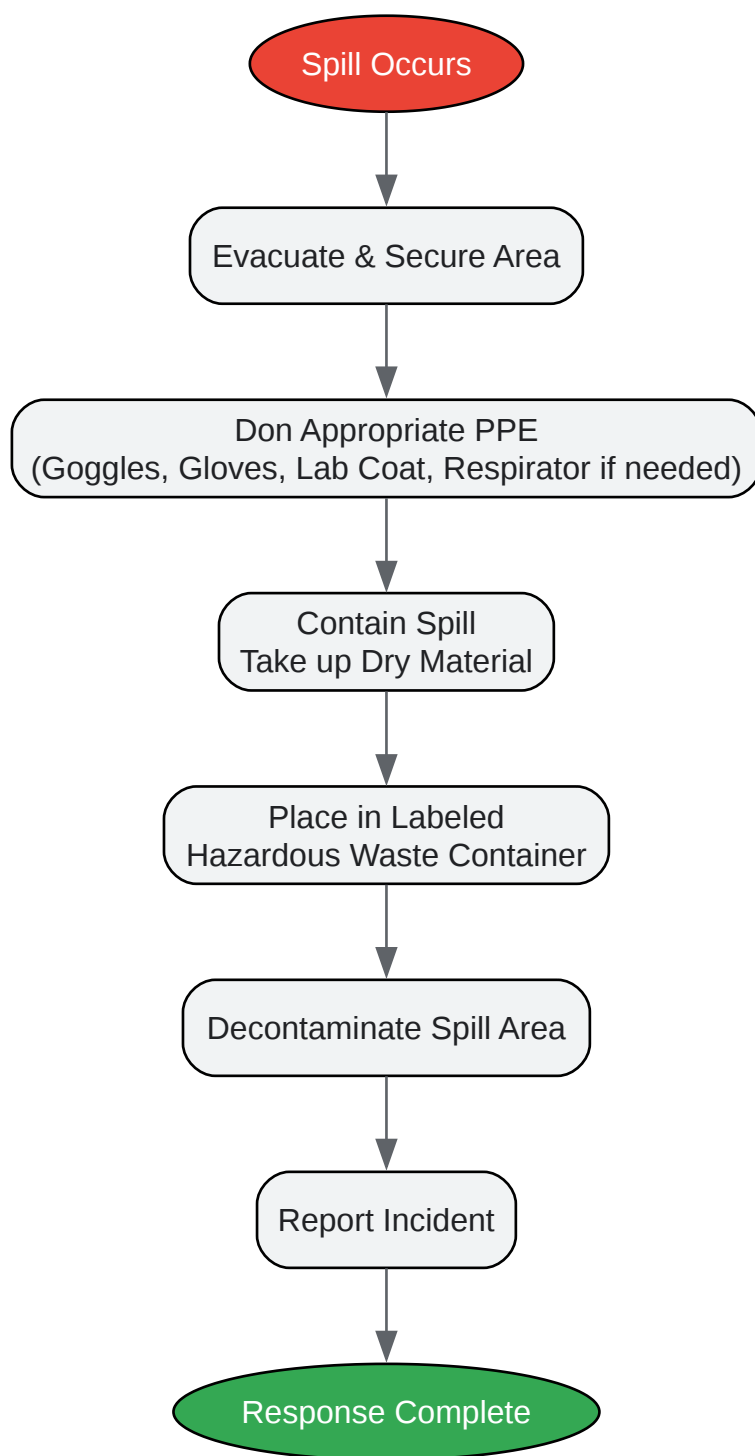 Spill Occurs
Evacuate & Secure Area
Don Appropriate PPE
(Goggles, Gloves, Lab Coat, Respirator if needed)
Contain Spill
Take up Dry Material
Place in Labeled
Hazardous Waste Container
Decontaminate Spill Area
Report Incident
Response Complete